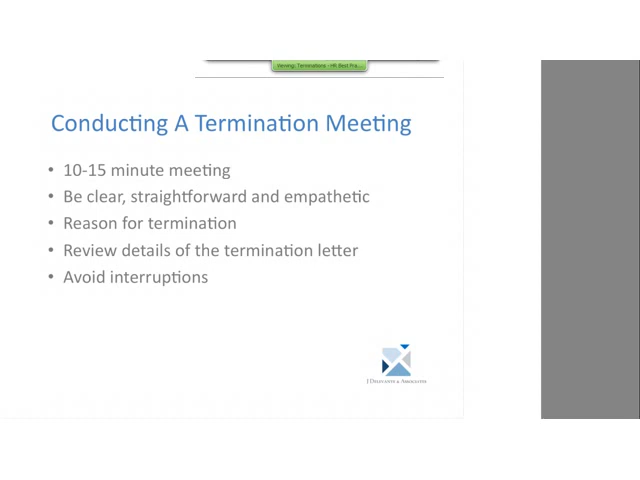 Viewing: Terminations - HR Best Pra...
Conducting A Termination Meeting
• 10-15 minute meeting
• Be clear, straightforward and empathetic
• Reason for termination
• Review details of the termination letter
• Avoid interruptions
& Associates